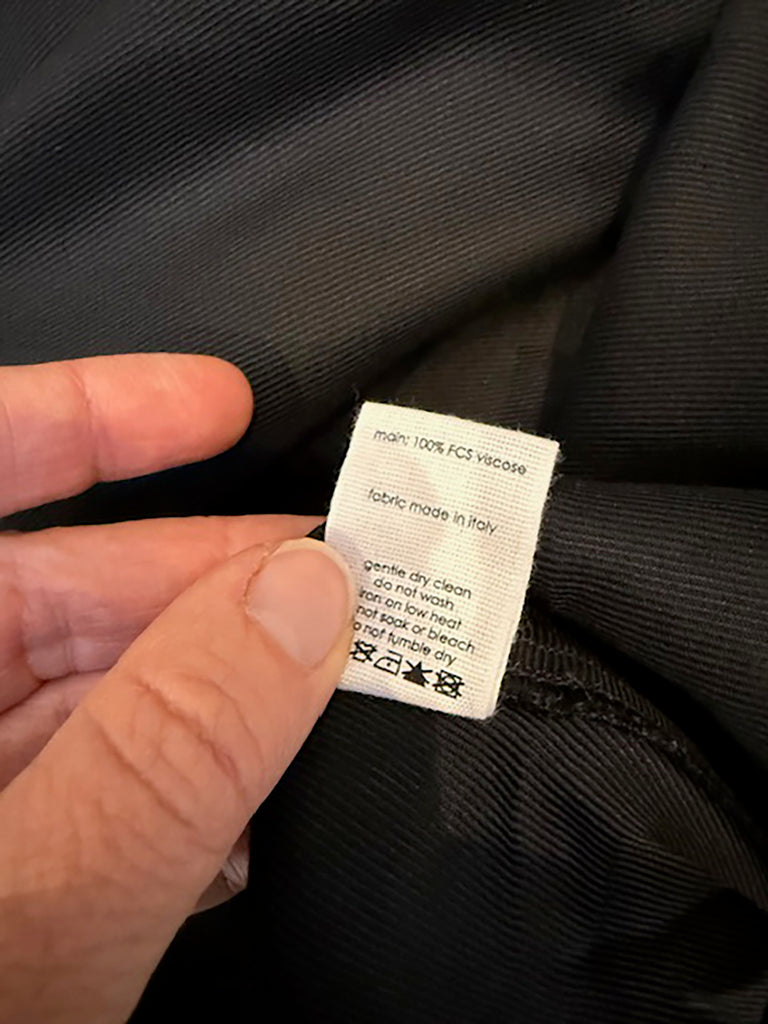 main: 100% FCS viscose
fabric made in italy
gentle dry clean
do not wash
iron on low heat
not soak or bleach
not tumble dry